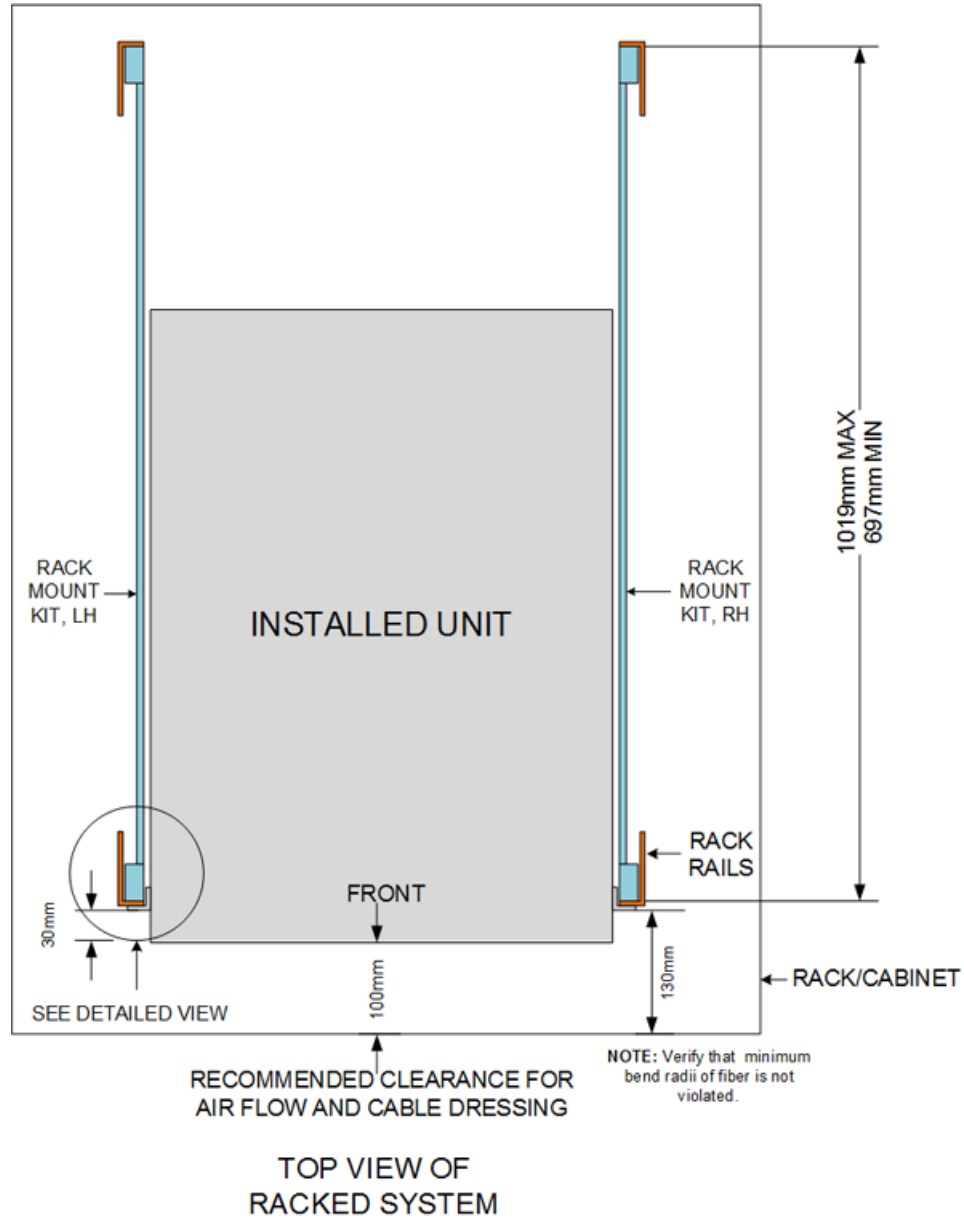 1019mm MAX
697mm MIN
RACK
MOUNT
KIT, LH
RACK
MOUNT
KIT, RH
INSTALLED UNIT
RACK
RAILS
FRONT
30mm
100mm
130mm
RACK/CABINET
SEE DETAILED VIEW
NOTE: Verify that minimum
bend radii of fiber is not
violated.
RECOMMENDED CLEARANCE FOR
AIR FLOW AND CABLE DRESSING
TOP VIEW OF
RACKED SYSTEM